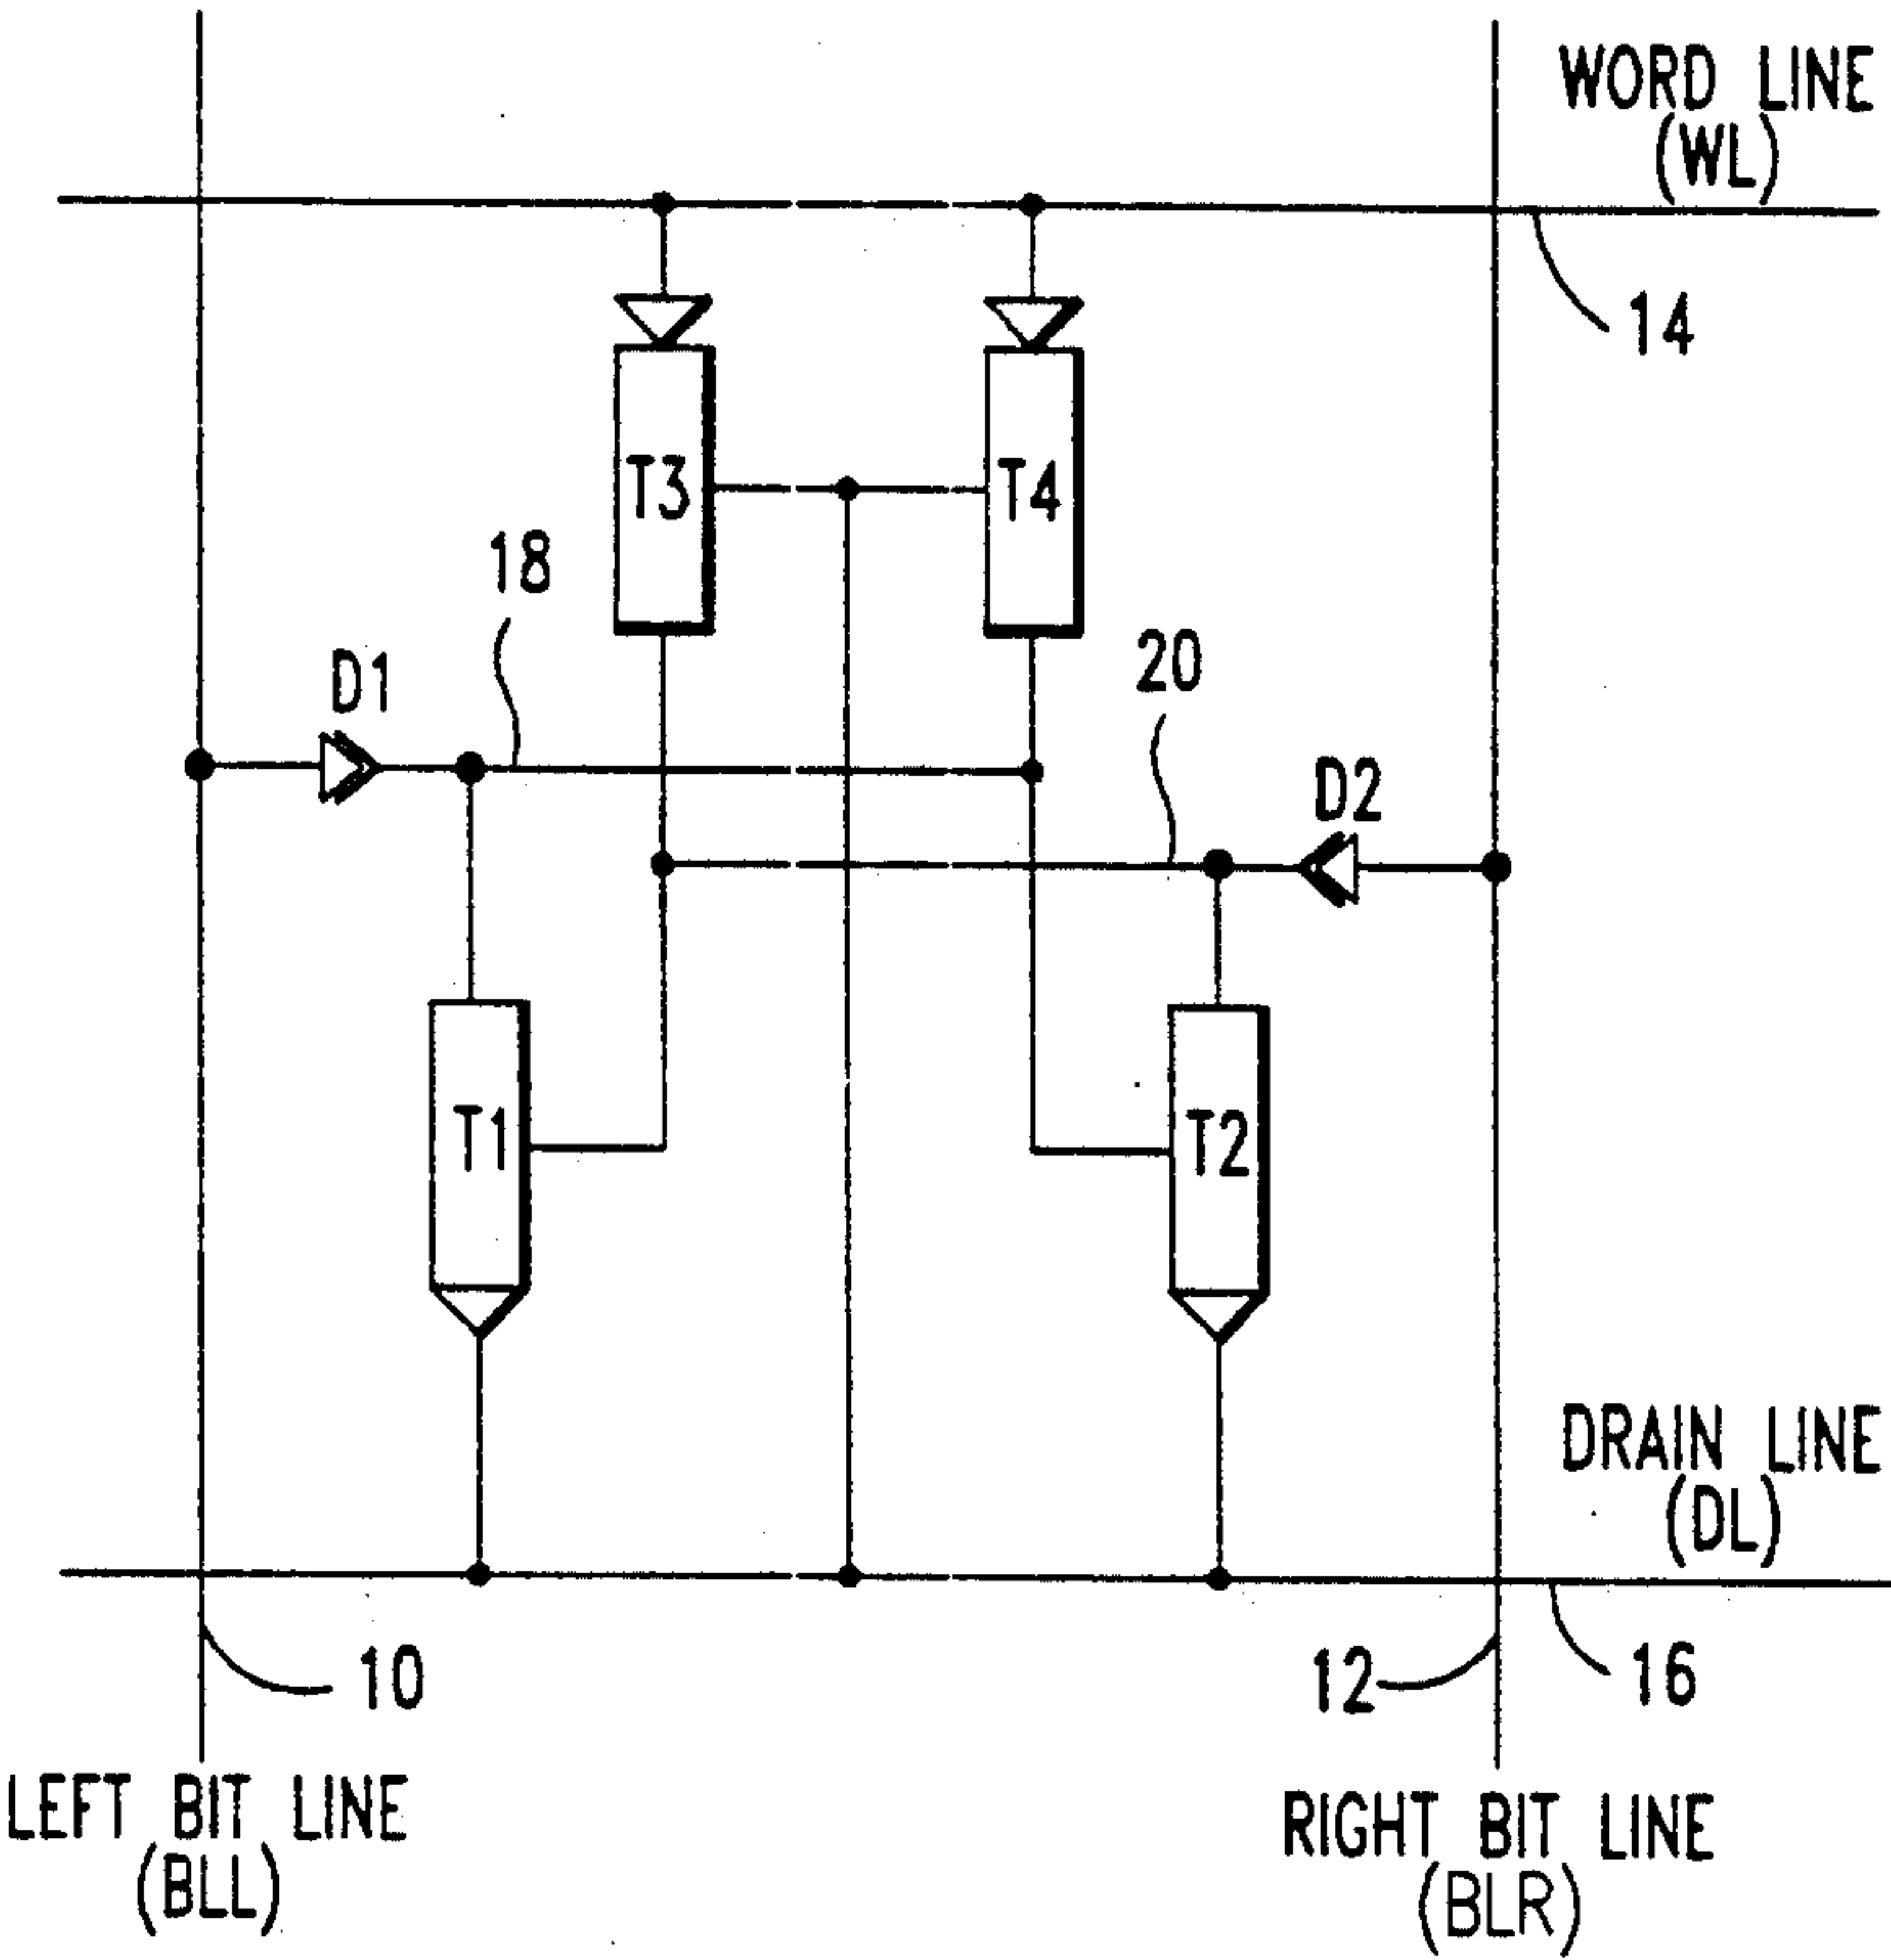 WORD LINE
(WL)
14
T3
T4
18
D1
20
D2
T1
T2
DRAIN LINE
(DL)
10
12
16
LEFT BIT LINE
(BLL)
RIGHT BIT LINE
(BLR)